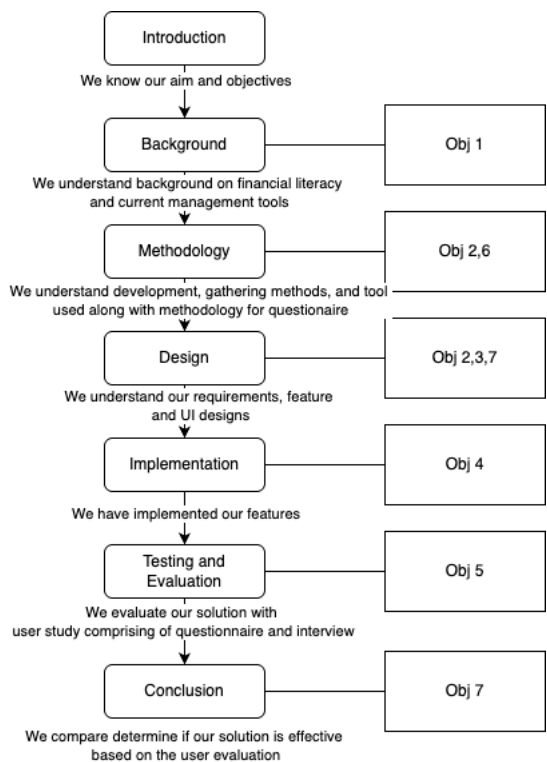 Introduction
We know our aim and objectives
Background
Obj 1
We understand background on financial literacy
and current management tools
Methodology
Obj 2,6
We understand development, gathering methods, and tool
used along with methodology for questionaire
Design
Obj 2,3,7
We understand our requirements, feature
and UI designs
Implementation
Obj 4
We have implemented our features
Testing and
Evaluation
Obj 5
We evaluate our solution with
user study comprising of questionnaire and interview
Conclusion
Obj 7
We compare determine if our solution is effective
based on the user evaluation